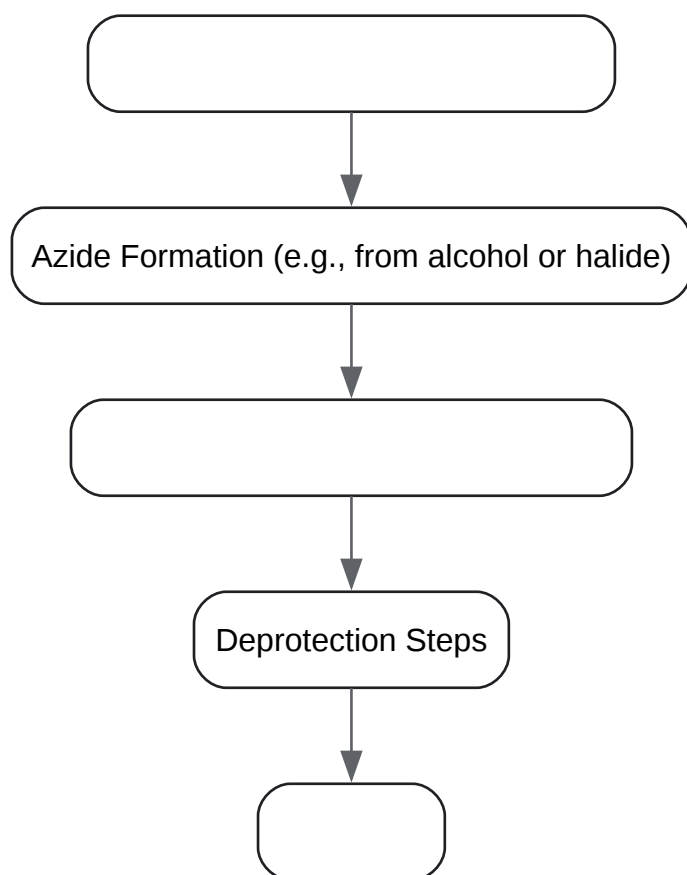 Azide Formation (e.g., from alcohol or halide)
Deprotection Steps